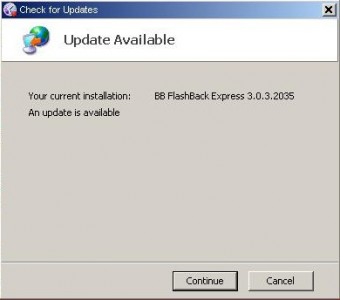 Check for Updates
Update Available
Your current installation: BB FlashBack Express 3.0.3.2035
An update is available
Continue Cancel